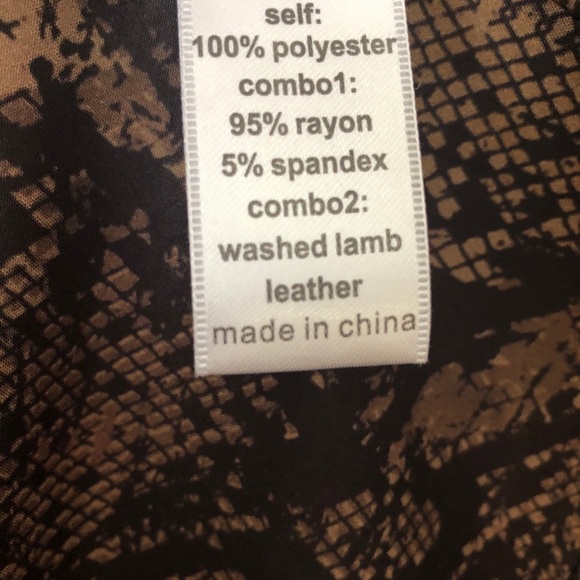 self:
100% polyester
combo1:
95% rayon
5% spandex
combo2:
washed lamb
leather
made in china